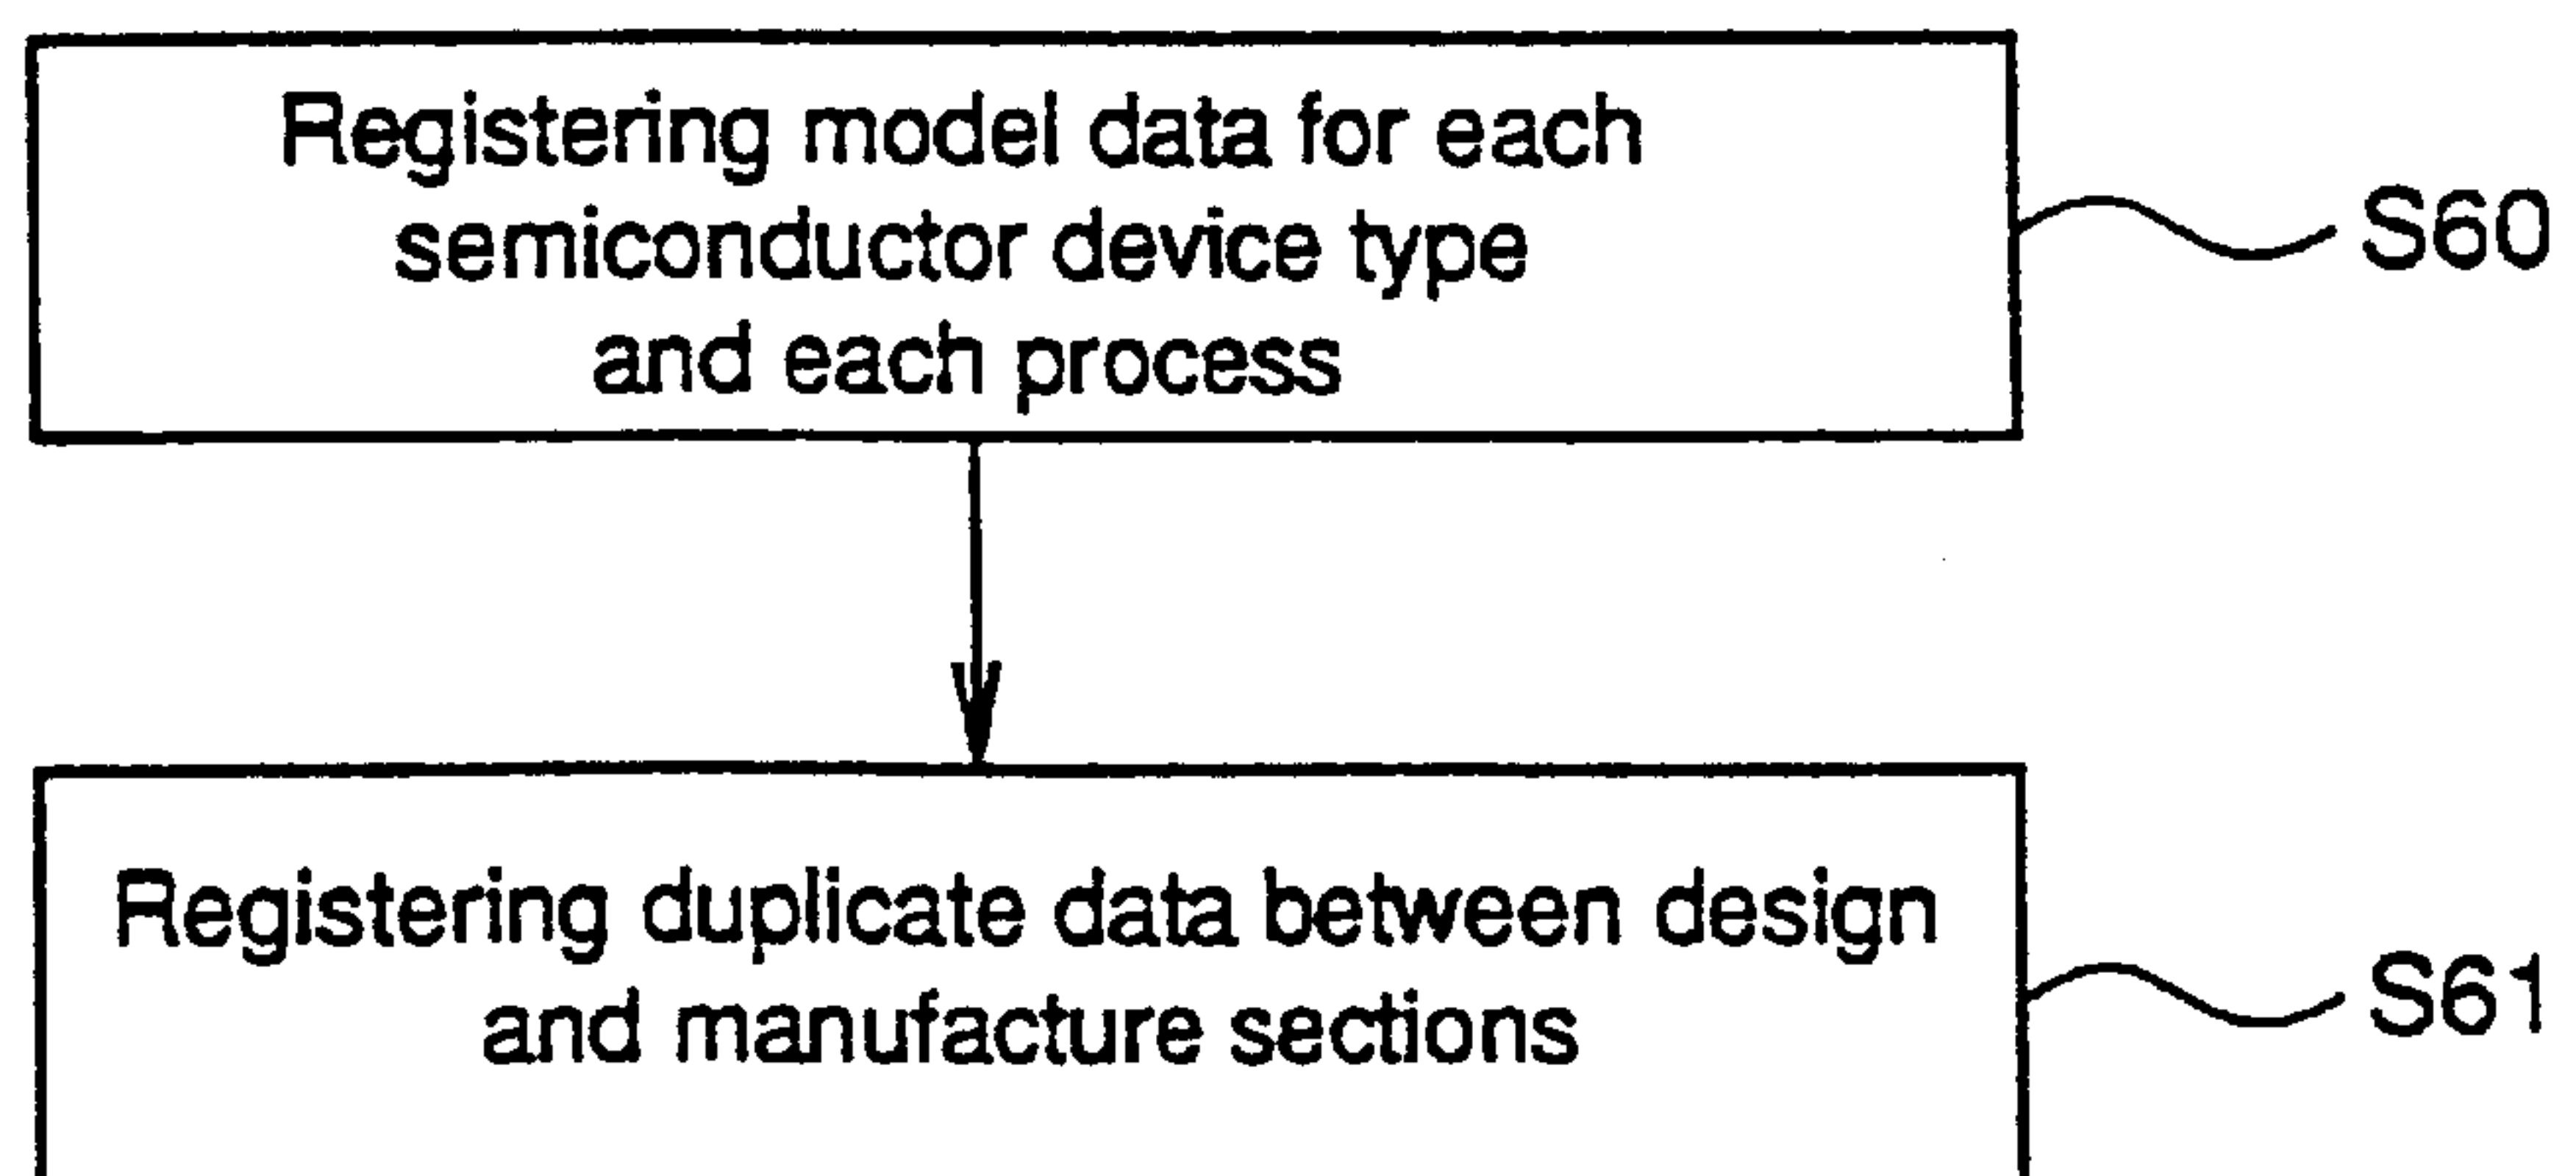 Registering model data for each
semiconductor device type
and each process
S60
Registering duplicate data between design
and manufacture sections
S61